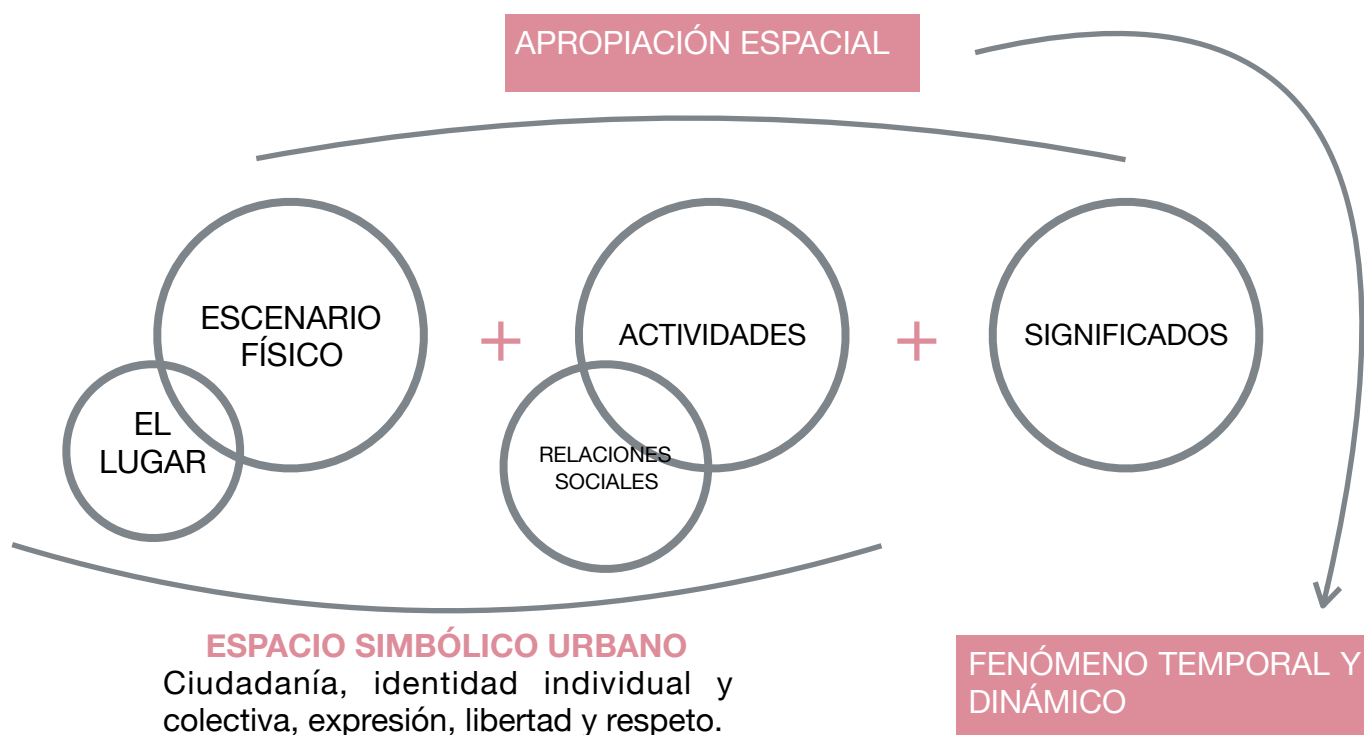 APROPIACIÓN ESPACIAL
ESCENARIO
FÍSICO
+
ACTIVIDADES
+
SIGNIFICADOS
EL
LUGAR
RELACIONES
SOCIALES
ESPACIO SIMBÓLICO URBANO
Ciudadanía, identidad individual y
colectiva, expresión, libertad y respeto.
FENÓMENO TEMPORAL Y
DINÁMICO